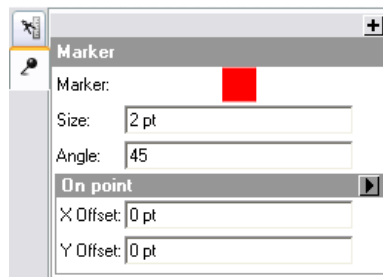 Marker
Marker:
Size: 2 pt
Angle: 45
On point
X Offset: 0 pt
Y Offset: 0 pt